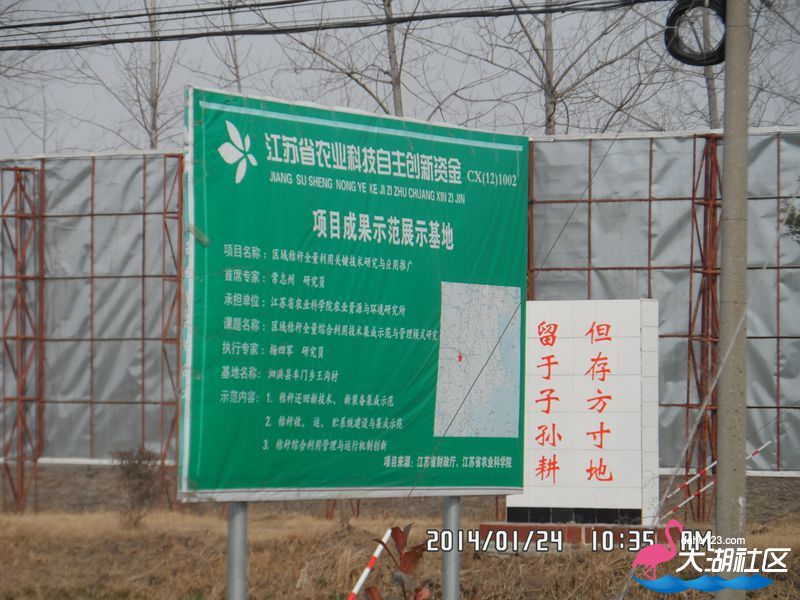 江苏省农业科技自主创新资金 CX(12)1002
JIANG SU SHENG NONG YE KE JI ZI ZHU CHUANG XIN ZI JIN
项目成果示范展示基地
项目名称：区域秸秆全量利用关键技术研究与应用推广
首席专家：常志州 研究员
承担单位：江苏省农业科学院农业资源与环境研究所
课题名称：区域秸秆全量综合利用技术集成示范与管理模式研究
执行专家：杨四军 研究员
基地名称：泗洪县车门乡王沟村
示范内容：1. 秸秆还田新技术、新装备集成示范
2. 秸秆收、运、贮系统建设与集成示范
3. 秸秆综合利用管理与运行机制创新
项目来源：江苏省财政厅、江苏省农业科学院
但存方寸地
留于子孙耕
2014/01/24 10:35 AM
123.com
大湖社区